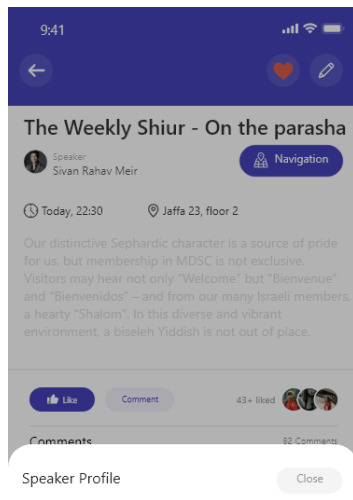 9:41
The Weekly Shiur - On the parasha
Speaker
Sivan Rahav Meir
Navigation
Today, 22:30
Jaffa 23, floor 2
Our distinctive Sephardic character is a source of pride
for us, but membership in MDSC is not exclusive.
Visitors may hear not only “Welcome” but “Bienvenue”
and “Bienvenidos” – and from our many Israeli members,
a hearty “Shalom”. In this diverse and vibrant
environment, a biseleh Yiddish is not out of place.
Like
Comment
43+ liked
Comments
82 Comments
Speaker Profile
Close